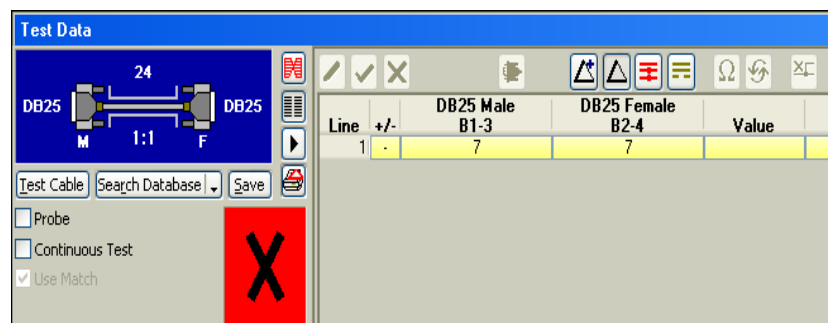 Test Data
24
DB25 DB25
M 1:1 F
Test Cable Search Database Save
Probe
Continuous Test
Use Match
X
Ω
DB25 Male DB25 Female
Line +/- B1-3 B2-4 Value
1 - 7 7